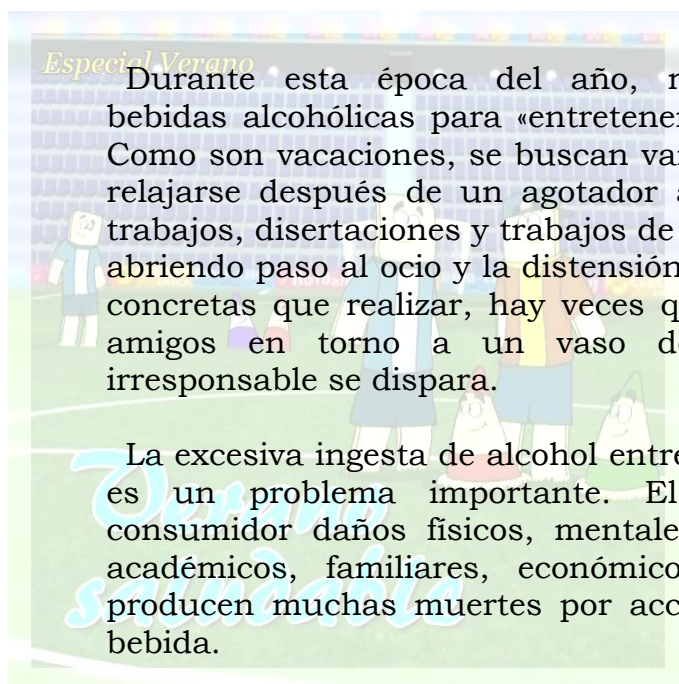 Especial Verano
Durante esta época del año,
bebidas alcohólicas para «entretener
Como son vacaciones, se buscan
relajarse después de un agotador
trabajos, disertaciones y trabajos de
abriendo paso al ocio y la distensión
concretas que realizar, hay veces
amigos en torno a un vaso
irresponsable se dispara.
La excesiva ingesta de alcohol entre
es un problema importante. El
consumidor daños físicos, mentale
académicos, familiares, económico
producen muchas muertes por
bebida.
Verano
saludable